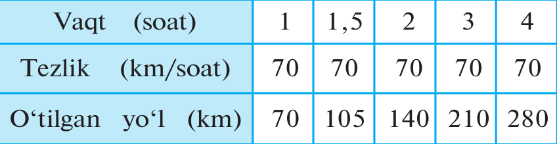 Vaqt (soat) 1 1,5 2 3 4
Tezlik (km/soat) 70 70 70 70 70
O‘tilgan yo‘l (km) 70 105 140 210 280